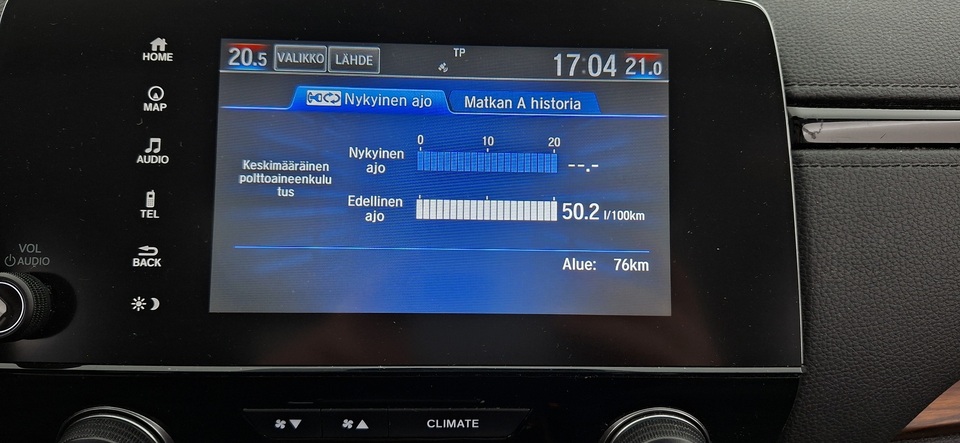 HOME
MAP
AUDIO
TEL
BACK
VOL
AUDIO
20.5 VALIKKO LÄHDE TP 17:04 21.0
Nykyinen ajo Matkan A historia
0 10 20
Keskimääräinen
polttoaineenkulu
tus
Nykyinen
ajo
--.-
Edellinen
ajo
50.2 l/100km
Alue: 76km
CLIMATE